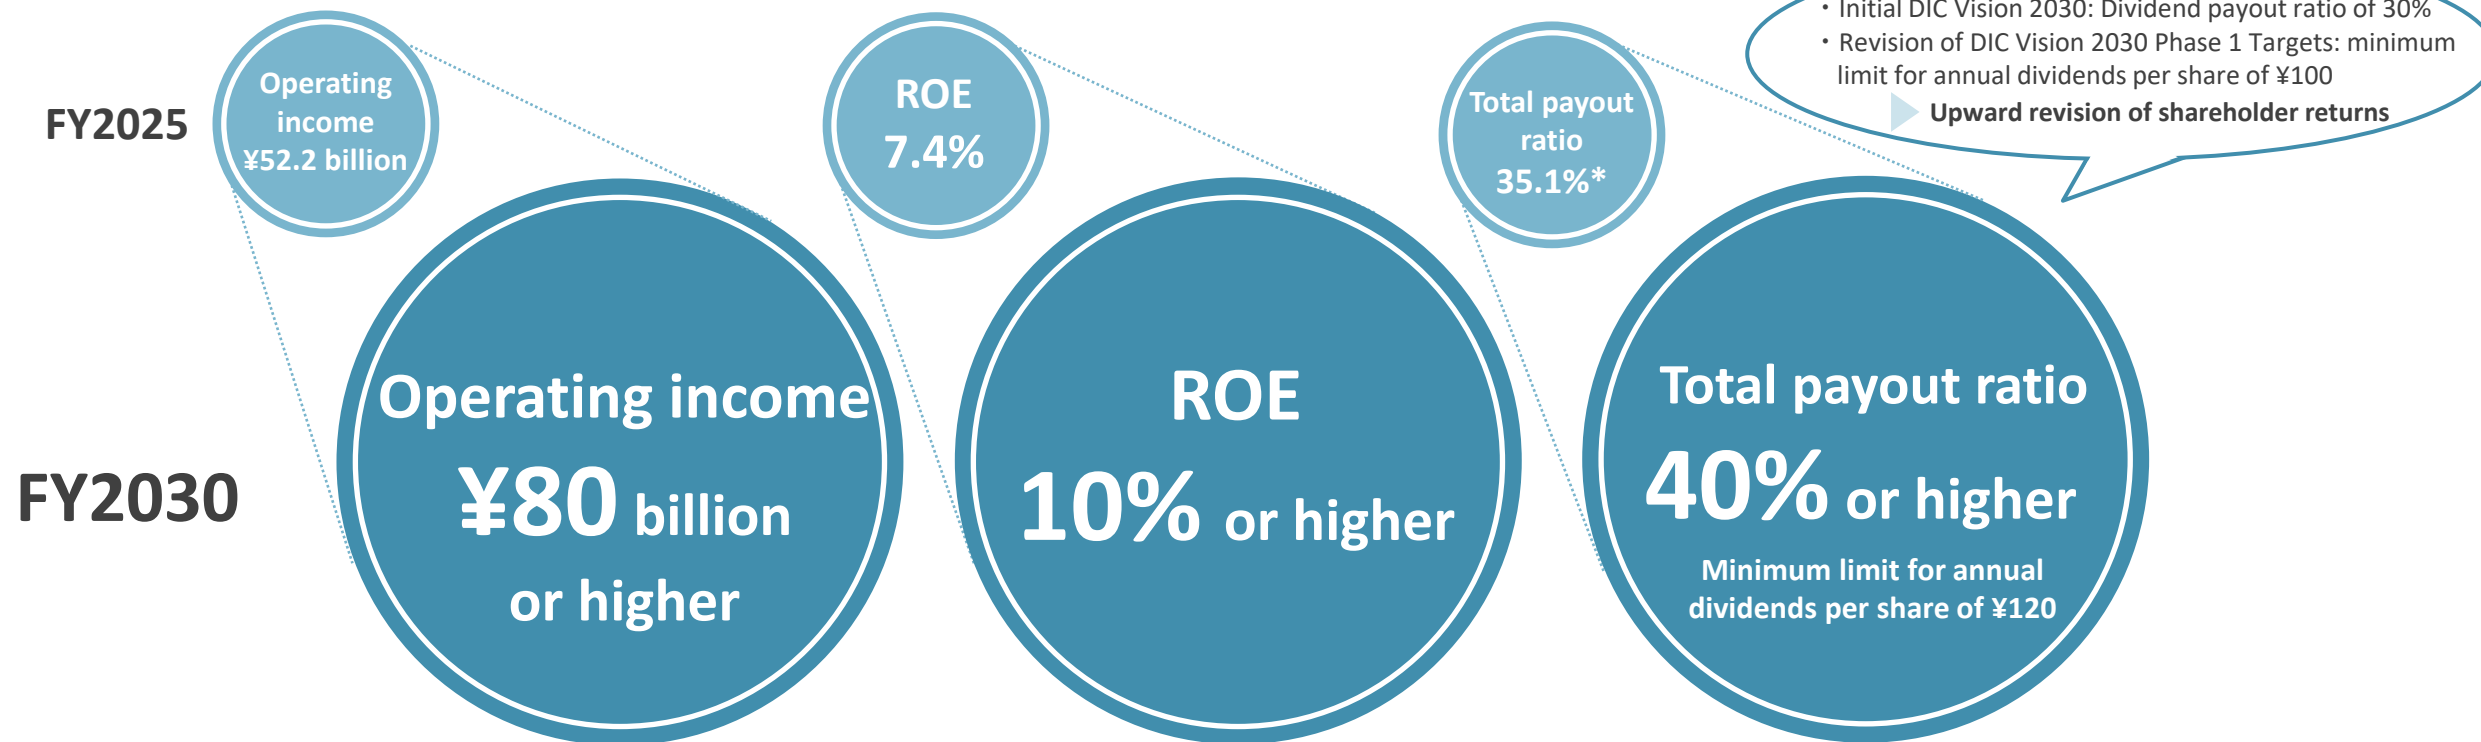 ・Initial DIC Vision 2030: Dividend payout ratio of 30%
・Revision of DIC Vision 2030 Phase 1 Targets: minimum
limit for annual dividends per share of ¥100
Upward revision of shareholder returns
FY2025
Operating
income
¥52.2 billion
ROE
7.4%
Total payout
ratio
35.1%*
FY2030
Operating income
¥80 billion
or higher
ROE
10% or higher
Total payout ratio
40% or higher
Minimum limit for annual
dividends per share of ¥120